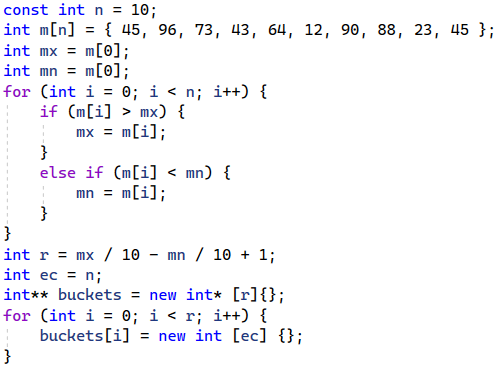 const int n = 10;
int m[n] = { 45, 96, 73, 43, 64, 12, 90, 88, 23, 45 };
int mx = m[0];
int mn = m[0];
for (int i = 0; i < n; i++) {
    if (m[i] > mx) {
        mx = m[i];
    }
    else if (m[i] < mn) {
        mn = m[i];
    }
}
int r = mx / 10 - mn / 10 + 1;
int ec = n;
int** buckets = new int* [r]{};
for (int i = 0; i < r; i++) {
    buckets[i] = new int [ec] {};
}